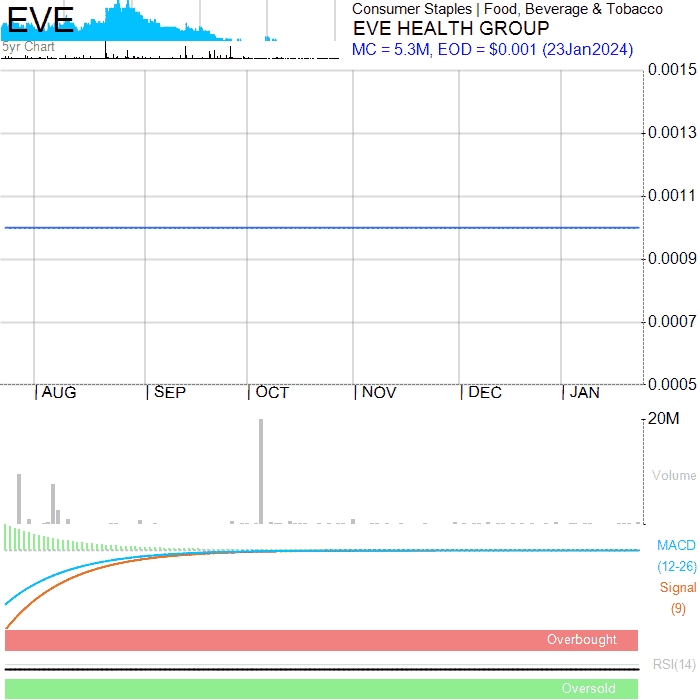 EVE
5yr Chart
Consumer Staples | Food, Beverage & Tobacco
EVE HEALTH GROUP
MC = 5.3M, EOD = $0.001 (23Jan2024)
0.0015
0.0013
0.0011
0.0009
0.0007
0.0005
AUG SEP OCT NOV DEC JAN
20M
Volume
MACD
(12-26)
Signal
(9)
Overbought
RSI(14)
Oversold